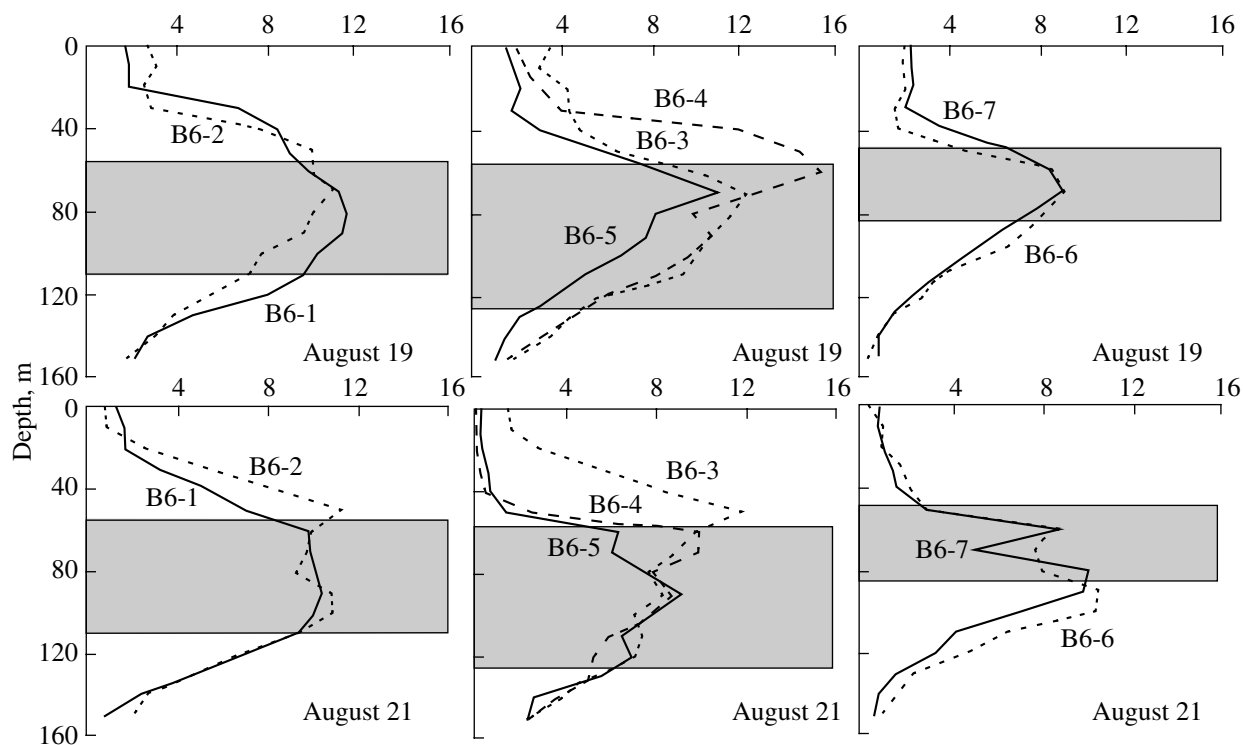 4 8 12 16 4 8 12 16 4 8 12 16
0
B6-4
B6-7
B6-2
B6-3
40
80
B6-5
B6-6
120
B6-1
August 19 August 19 August 19
160
4 8 12 16 4 8 12 16 4 8 12 16
0
Depth, m
B6-2
B6-3
B6-1
B6-4
40
B6-5
B6-7
80
120
B6-6
August 21 August 21 August 21
160